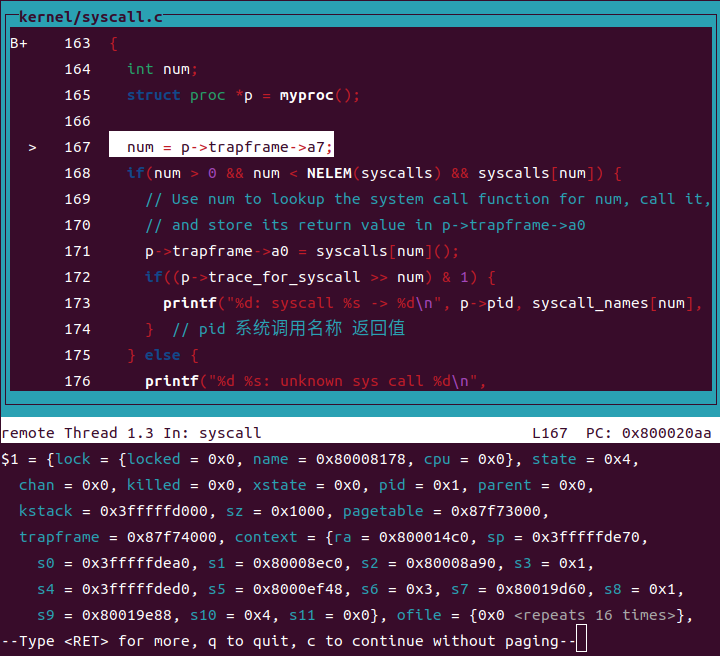 kernel/syscall.c
B+ 163 {
164 int num;
165 struct proc *p = myproc();
166
> 167 num = p->trapframe->a7;
168 if(num > 0 && num < NELEM(syscalls) && syscalls[num]) {
169 // Use num to lookup the system call function for num, call it,
170 // and store its return value in p->trapframe->a0
171 p->trapframe->a0 = syscalls[num]();
172 if((p->trace_for_syscall >> num) & 1) {
173 printf("%d: syscall %s -> %d\n", p->pid, syscall_names[num],
174 } // pid 系统调用名称 返回值
175 } else {
176 printf("%d %s: unknown sys call %d\n",
remote Thread 1.3 In: syscall L167 PC: 0x800020aa
$1 = {lock = {locked = 0x0, name = 0x80008178, cpu = 0x0}, state = 0x4,
chan = 0x0, killed = 0x0, xstate = 0x0, pid = 0x1, parent = 0x0,
kstack = 0x3fffffd000, sz = 0x1000, pagetable = 0x87f73000,
trapframe = 0x87f74000, context = {ra = 0x800014c0, sp = 0x3fffffde70,
s0 = 0x3fffffdea0, s1 = 0x80008ec0, s2 = 0x80008a90, s3 = 0x1,
s4 = 0x3fffffded0, s5 = 0x8000ef48, s6 = 0x3, s7 = 0x80019d60, s8 = 0x1,
s9 = 0x80019e88, s10 = 0x4, s11 = 0x0}, ofile = {0x0 <repeats 16 times>},
--Type <RET> for more, q to quit, c to continue without paging--